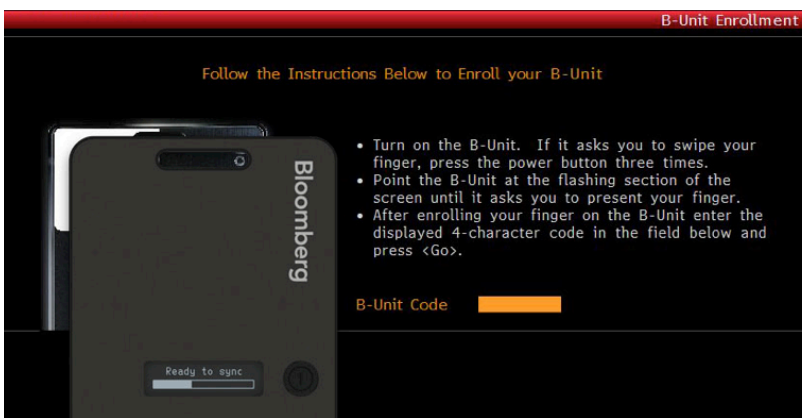 B-Unit Enrollment
Follow the Instructions Below to Enroll your B-Unit
• Turn on the B-Unit. If it asks you to swipe your
finger, press the power button three times.
• Point the B-Unit at the flashing section of the
screen until it asks you to present your finger.
• After enrolling your finger on the B-Unit enter the
displayed 4-character code in the field below and
press <Go>.
Bloomberg
B-Unit Code
Ready to sync